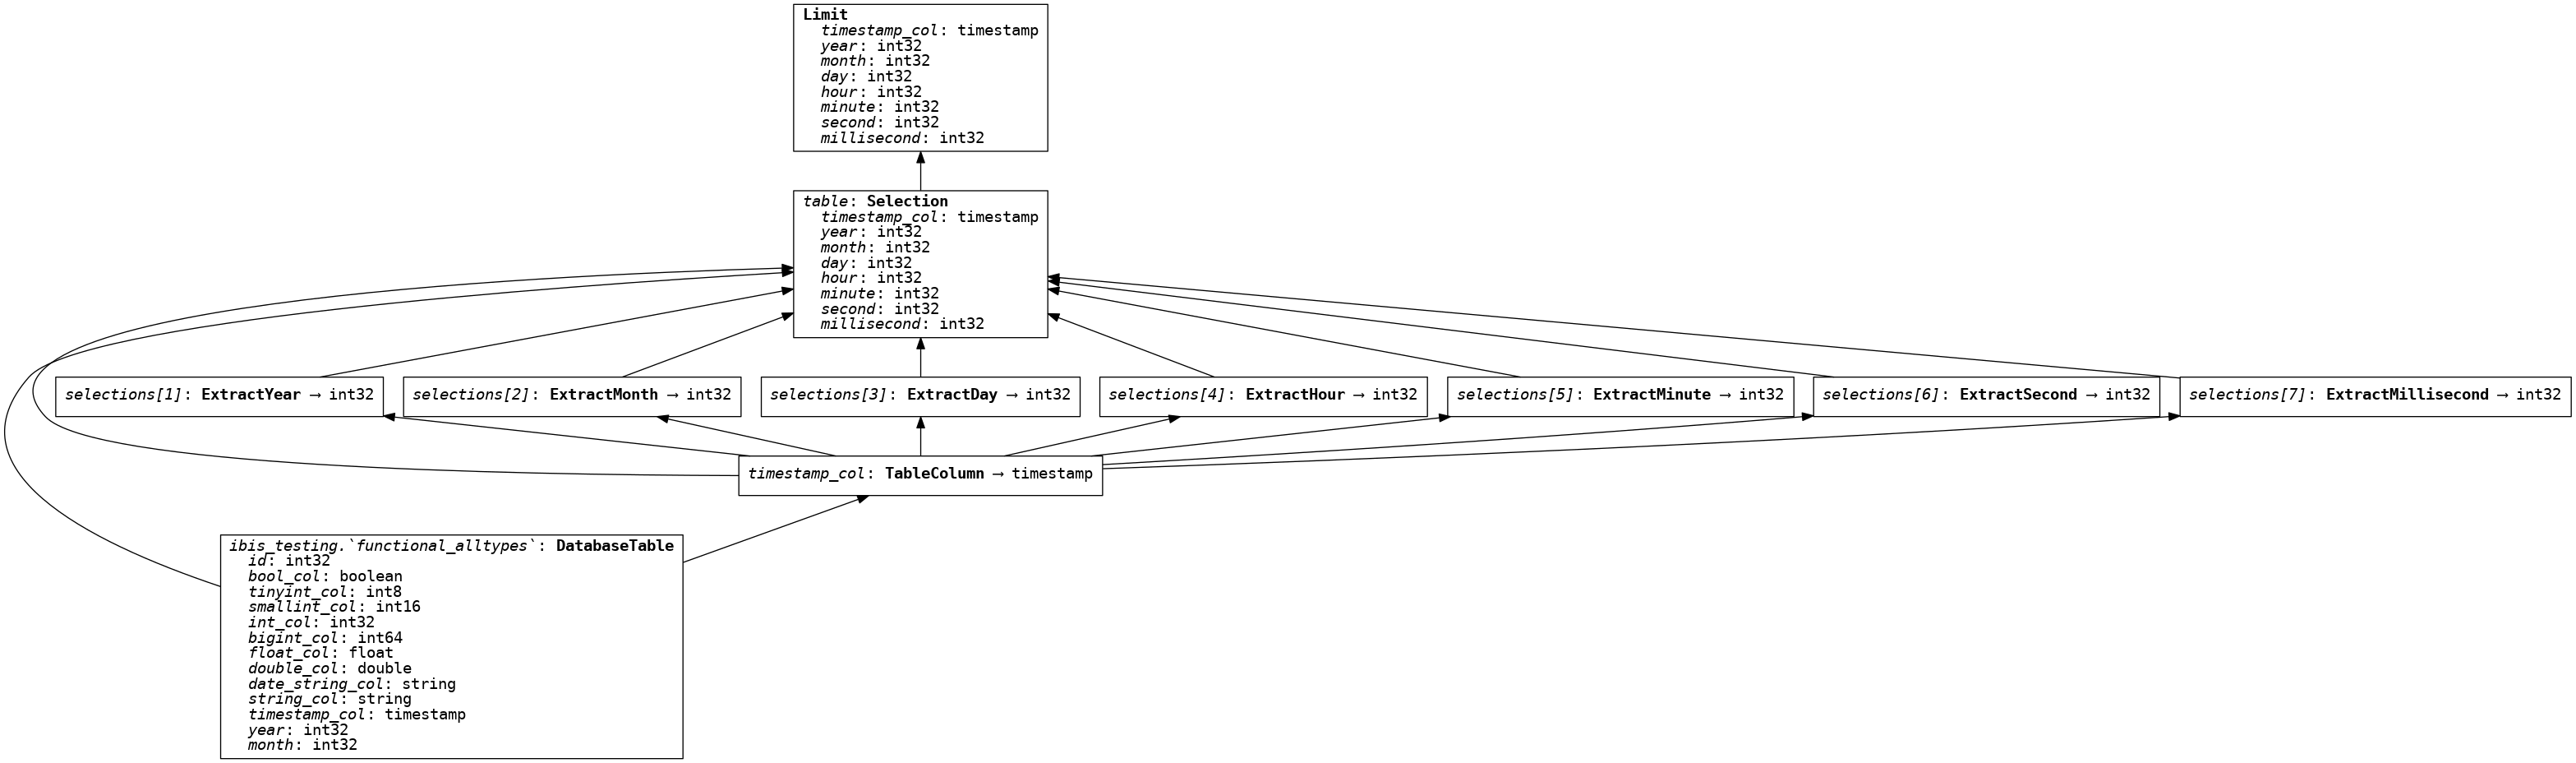 Limit
timestamp_col: timestamp
year: int32
month: int32
day: int32
hour: int32
minute: int32
second: int32
millisecond: int32
table: Selection
timestamp_col: timestamp
year: int32
month: int32
day: int32
hour: int32
minute: int32
second: int32
millisecond: int32
selections[1]: ExtractYear → int32
selections[2]: ExtractMonth → int32
selections[3]: ExtractDay → int32
selections[4]: ExtractHour → int32
selections[5]: ExtractMinute → int32
selections[6]: ExtractSecond → int32
selections[7]: ExtractMillisecond → int32
timestamp_col: TableColumn → timestamp
ibis_testing.`functional_alltypes`: DatabaseTable
id: int32
bool_col: boolean
tinyint_col: int8
smallint_col: int16
int_col: int32
bigint_col: int64
float_col: float
double_col: double
date_string_col: string
string_col: string
timestamp_col: timestamp
year: int32
month: int32